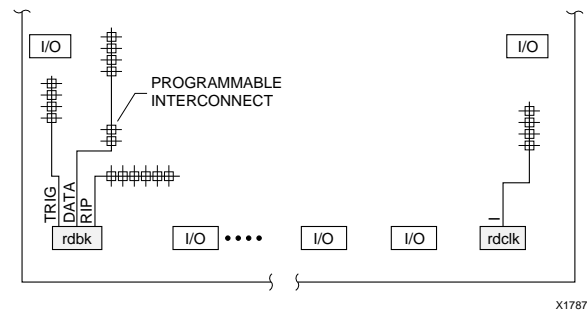 I/O
I/O
PROGRAMMABLE
INTERCONNECT
TRIG
DATA
RIP
I
rdbk
I/O
I/O
I/O
rdclk
X1787